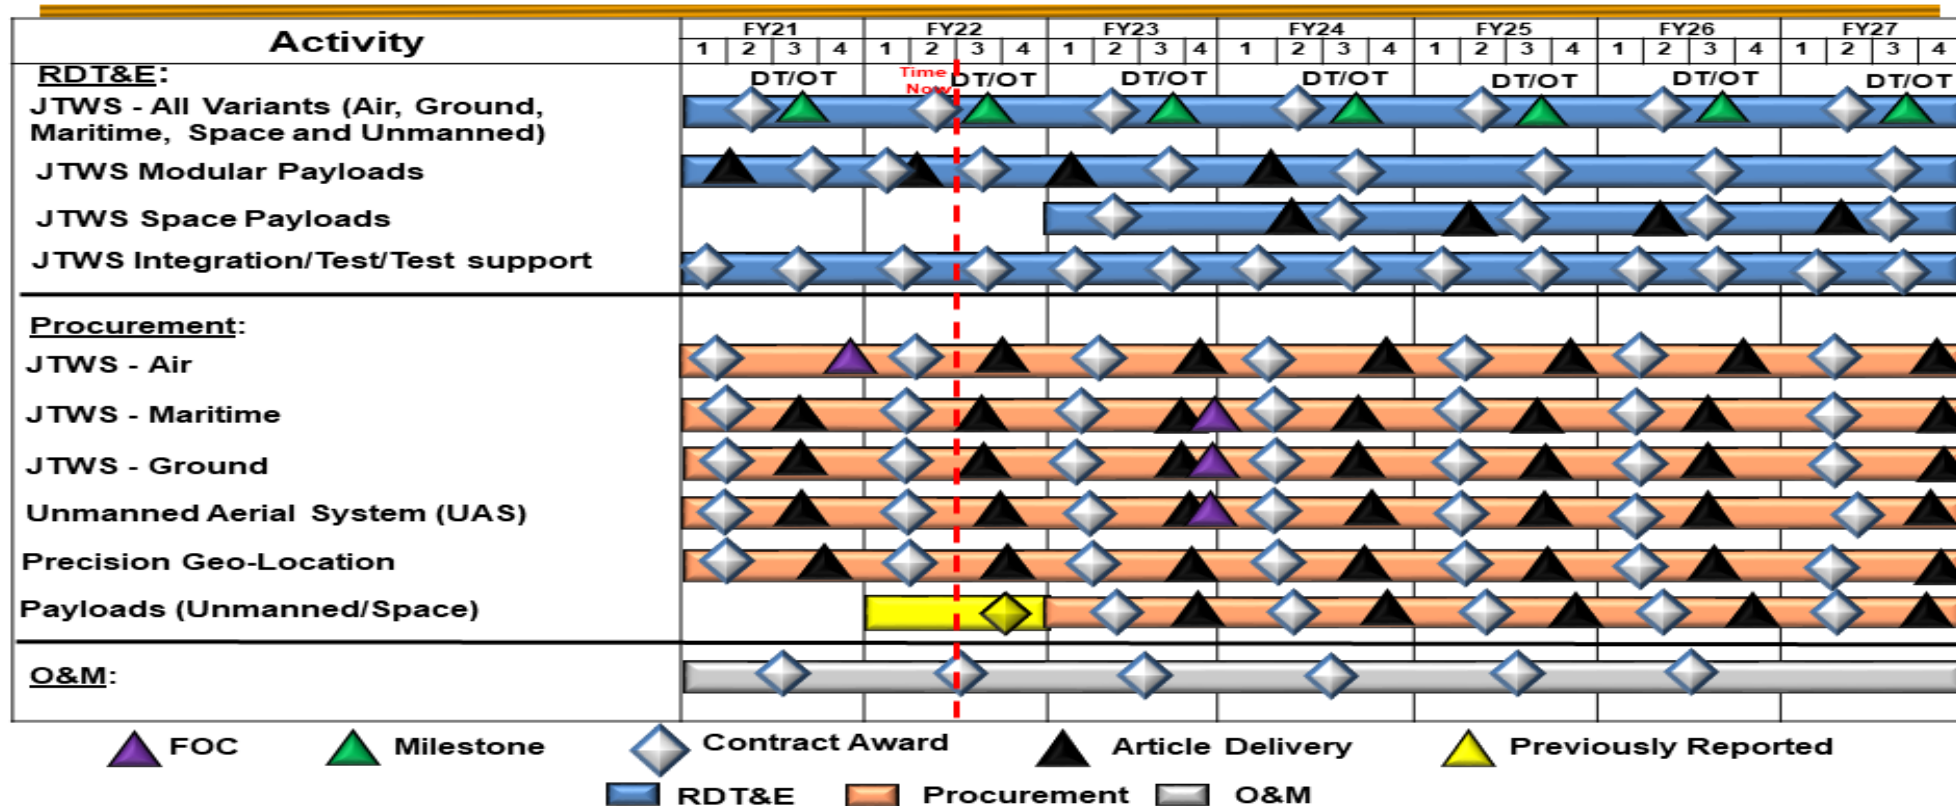 Activity
FY21 FY22 FY23 FY24 FY25 FY26 FY27
1 2 3 4 1 2 3 4 1 2 3 4 1 2 3 4 1 2 3 4 1 2 3 4 1 2 3 4
RDT&E:
DT/OT Time Now DT/OT DT/OT DT/OT DT/OT DT/OT DT/OT
JTWS - All Variants (Air, Ground,
Maritime, Space and Unmanned)
JTWS Modular Payloads
JTWS Space Payloads
JTWS Integration/Test/Test support
Procurement:
JTWS - Air
JTWS - Maritime
JTWS - Ground
Unmanned Aerial System (UAS)
Precision Geo-Location
Payloads (Unmanned/Space)
O&M:
FOC Milestone Contract Award Article Delivery Previously Reported
RDT&E Procurement O&M